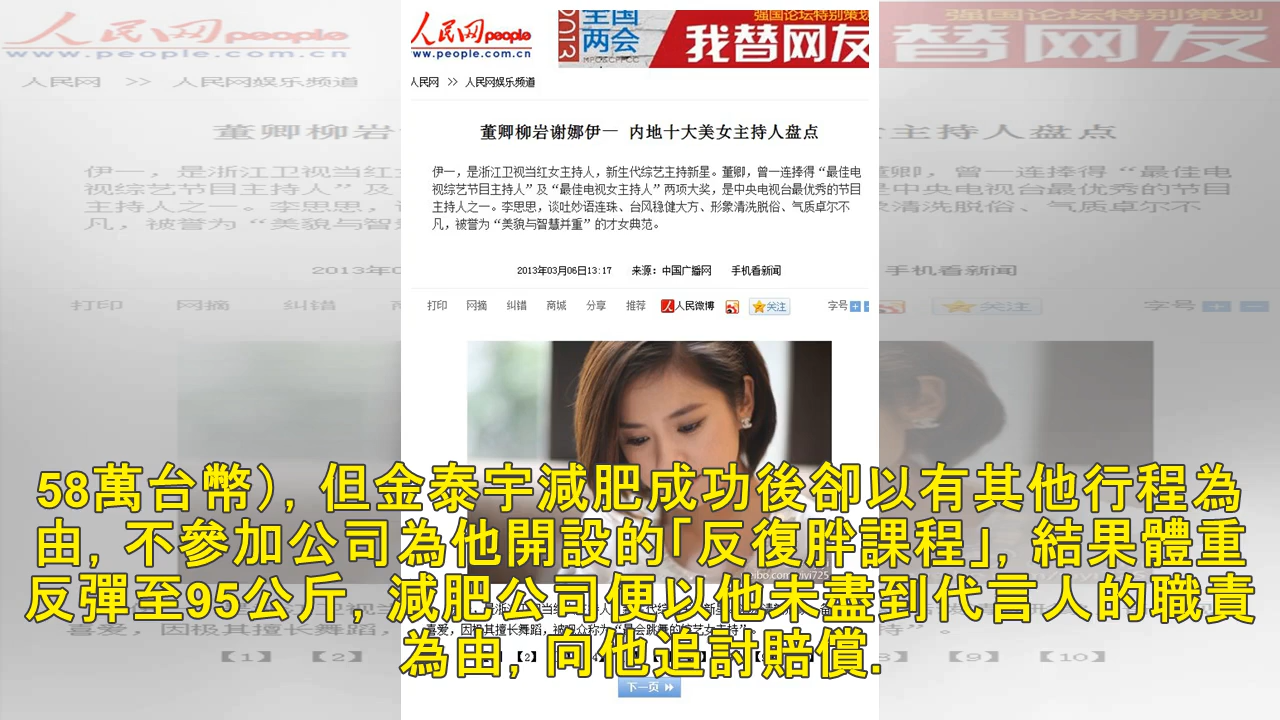 人民网 people
www.people.com.cn
2013 全国两会
强国论坛特别策划
我替网友
人民网 >> 人民网娱乐频道
董卿柳岩谢娜伊一 内地十大美女主持人盘点
伊一，是浙江卫视当红女主持人，新生代综艺主持新星。董卿，曾一连捧得“最佳电
视综艺节目主持人”及“最佳电视女主持人”两项大奖，是中央电视台最优秀的节目
主持人之一。李思思，谈吐妙语连珠、台风稳健大方、形象清洗脱俗、气质卓尔不
凡，被誉为“美貌与智慧并重”的才女典范。
2013年03月06日13:17 来源：中国广播网 手机看新闻
打印 网摘 纠错 商城 分享 推荐 人民微博 关注 字号
58萬台幣), 但金泰宇減肥成功後卻以有其他行程為
由, 不參加公司為他開設的「反復胖課程」, 結果體重
反彈至95公斤, 減肥公司便以他未盡到代言人的職責
為由, 向他追討賠償.
喜爱，因极其擅长舞蹈，被观众称为“最会跳舞的综艺女主持”。
下一页